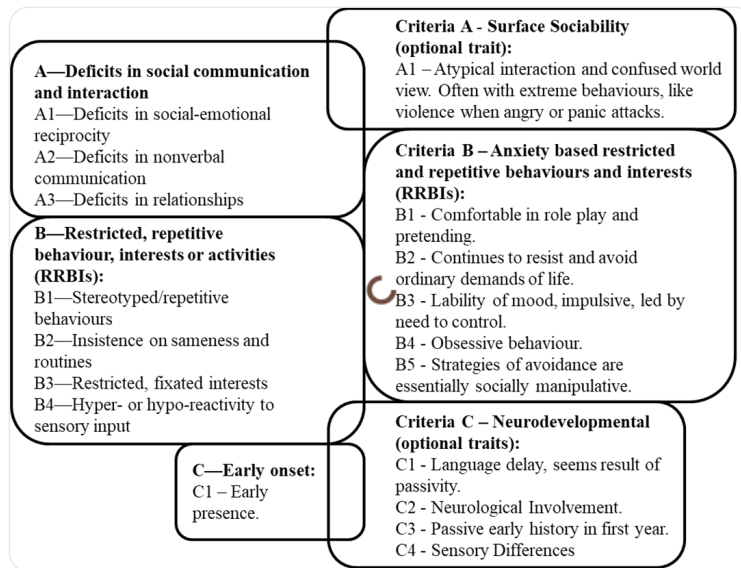 A—Deficits in social communication
and interaction
A1—Deficits in social-emotional
reciprocity
A2—Deficits in nonverbal
communication
A3—Deficits in relationships
B—Restricted, repetitive
behaviour, interests or activities
(RRBIs):
B1—Stereotyped/repetitive
behaviours
B2—Insistence on sameness and
routines
B3—Restricted, fixated interests
B4—Hyper- or hypo-reactivity to
sensory input
C—Early onset:
C1 – Early
presence.
Criteria A - Surface Sociability
(optional trait):
A1 – Atypical interaction and confused world
view. Often with extreme behaviours, like
violence when angry or panic attacks.
Criteria B – Anxiety based restricted
and repetitive behaviours and interests
(RRBIs):
B1 - Comfortable in role play and
pretending.
B2 - Continues to resist and avoid
ordinary demands of life.
B3 - Lability of mood, impulsive, led by
need to control.
B4 - Obsessive behaviour.
B5 - Strategies of avoidance are
essentially socially manipulative.
Criteria C – Neurodevelopmental
(optional traits):
C1 - Language delay, seems result of
passivity.
C2 - Neurological Involvement.
C3 - Passive early history in first year.
C4 - Sensory Differences